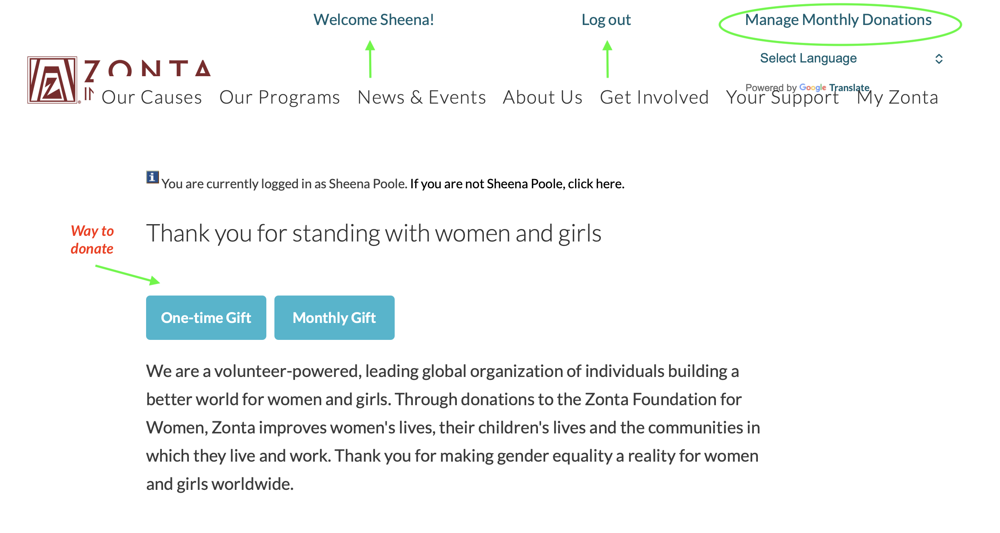 Welcome Sheena!
Log out
Manage Monthly Donations
Select Language
ZONTA
Powered by Google Translate
Our Causes Our Programs News & Events About Us Get Involved Your Support My Zonta
You are currently logged in as Sheena Poole. If you are not Sheena Poole, click here.
Way to
donate
Thank you for standing with women and girls
One-time Gift Monthly Gift
We are a volunteer-powered, leading global organization of individuals building a
better world for women and girls. Through donations to the Zonta Foundation for
Women, Zonta improves women's lives, their children's lives and the communities in
which they live and work. Thank you for making gender equality a reality for women
and girls worldwide.